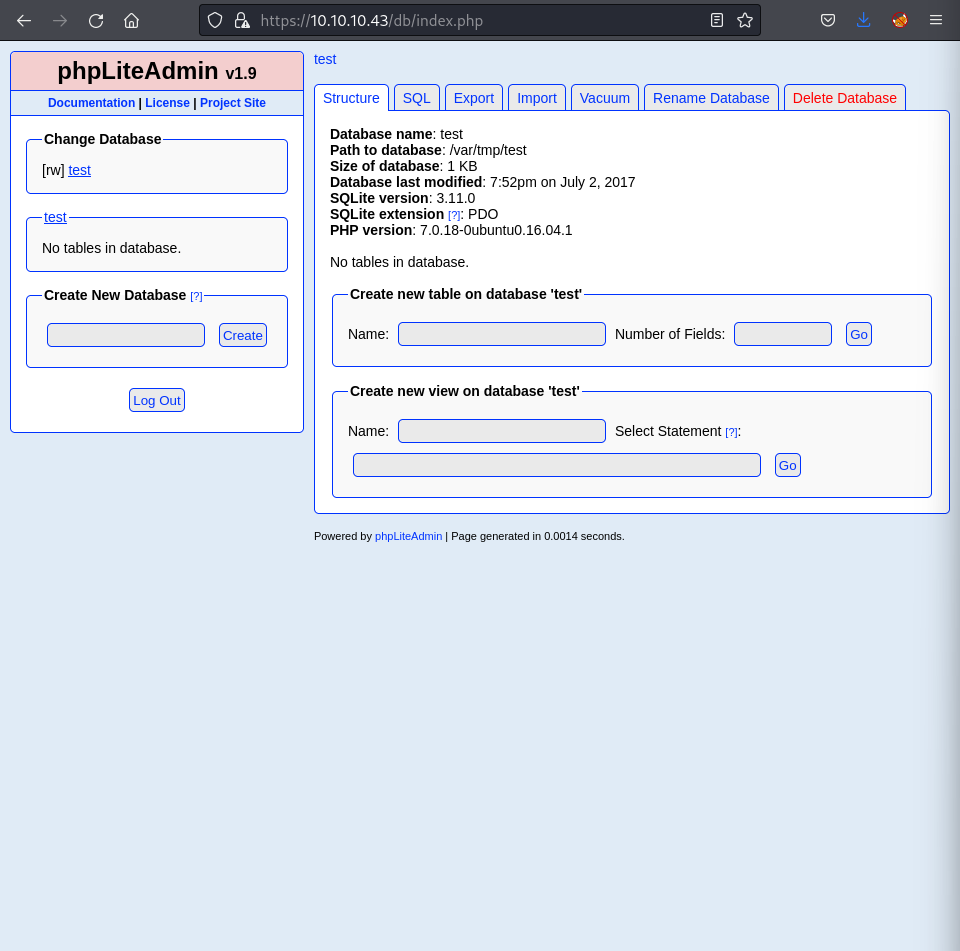 https://10.10.10.43/db/index.php
phpLiteAdmin v1.9
Documentation | License | Project Site
Change Database
[rw] test
test
No tables in database.
Create New Database [?]
Create
Log Out
test
Structure SQL Export Import Vacuum Rename Database Delete Database
Database name: test
Path to database: /var/tmp/test
Size of database: 1 KB
Database last modified: 7:52pm on July 2, 2017
SQLite version: 3.11.0
SQLite extension [?]: PDO
PHP version: 7.0.18-0ubuntu0.16.04.1
No tables in database.
Create new table on database 'test'
Name: Number of Fields: Go
Create new view on database 'test'
Name: Select Statement [?]:
Go
Powered by phpLiteAdmin | Page generated in 0.0014 seconds.